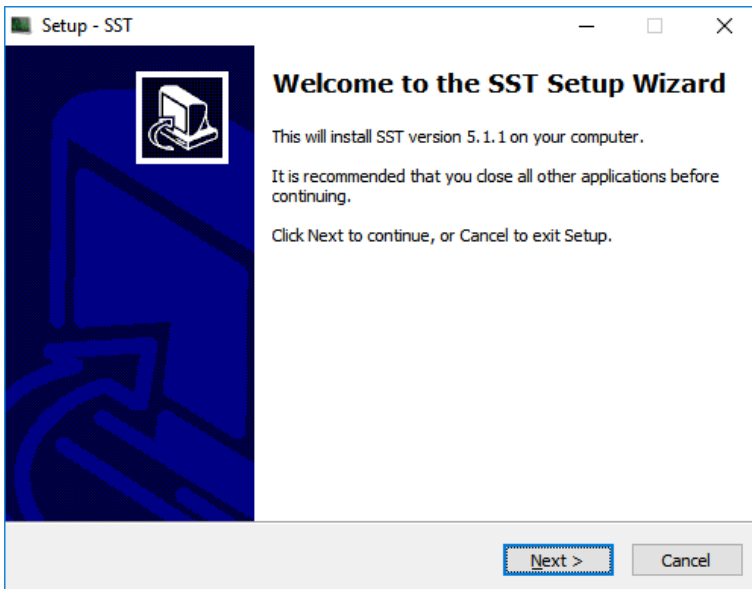 Setup - SST
Welcome to the SST Setup Wizard
This will install SST version 5.1.1 on your computer.
It is recommended that you close all other applications before
continuing.
Click Next to continue, or Cancel to exit Setup.
Next >
Cancel